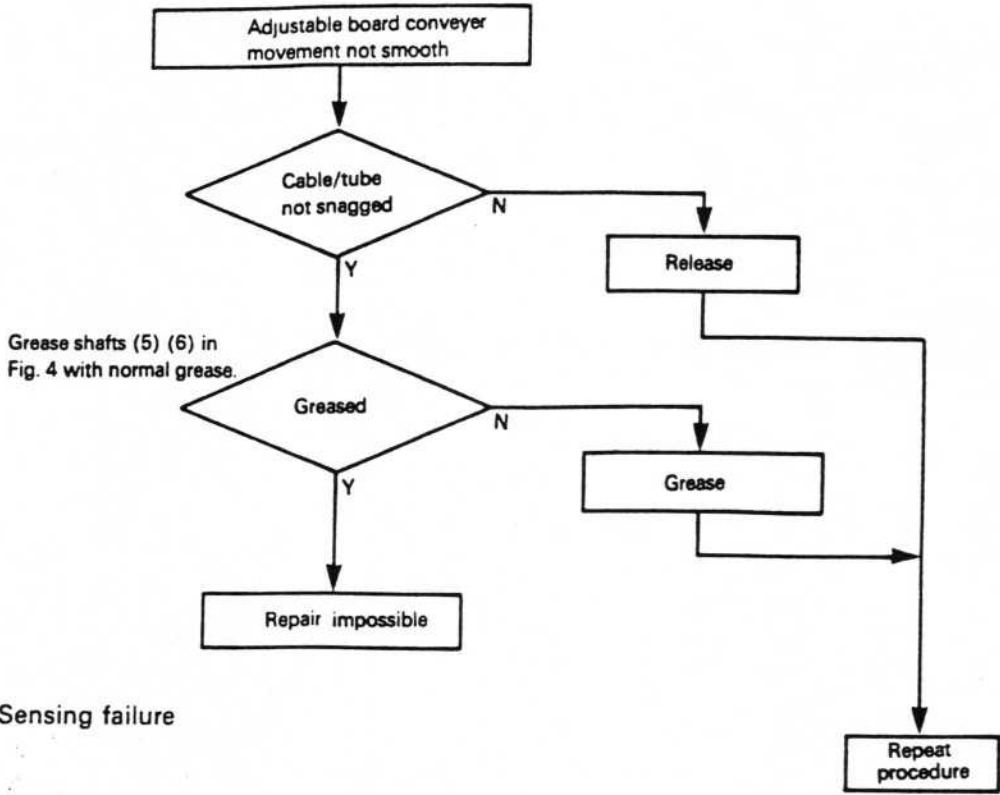 Adjustable board conveyer
movement not smooth
Cable/tube
not snagged
N
Y
Release
Grease shafts (5) (6) in
Fig. 4 with normal grease.
Greased
N
Y
Grease
Repair impossible
Sensing failure
Repeat
procedure